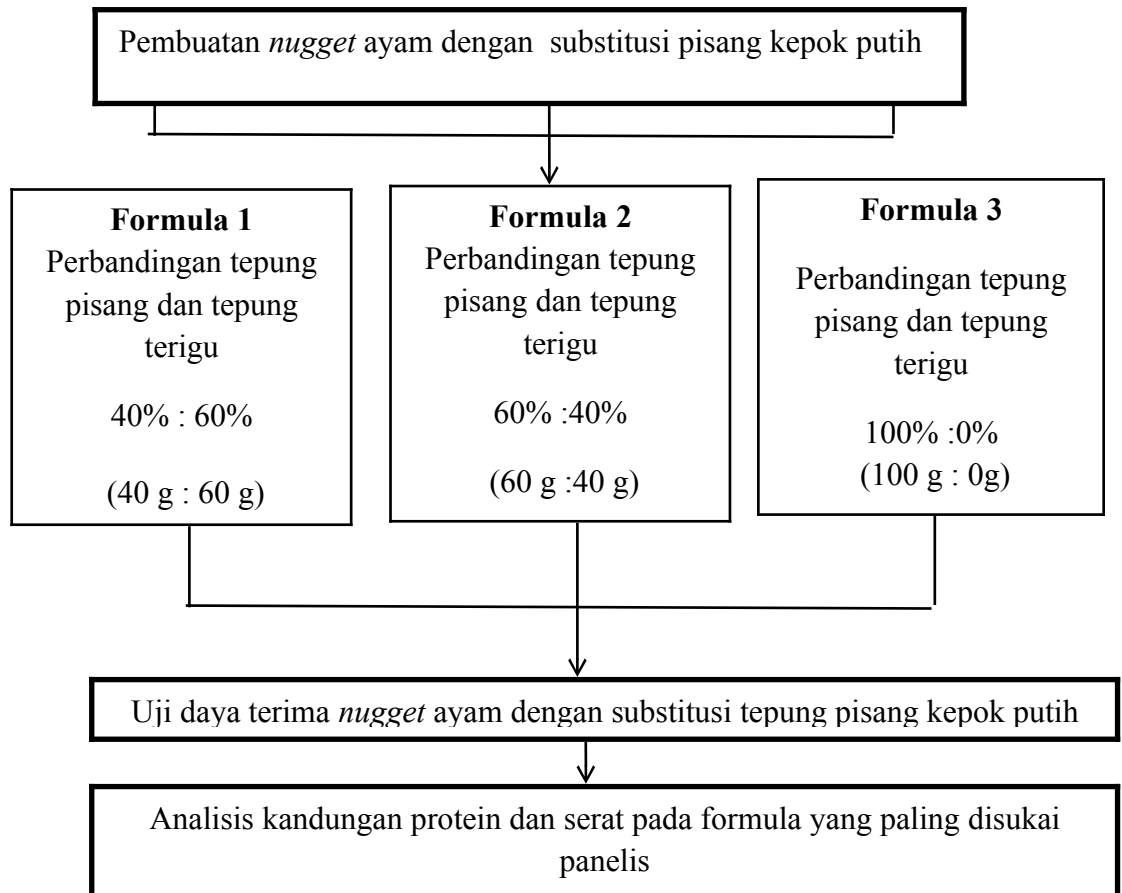 Pembuatan nugget ayam dengan  substitusi pisang kepok putih
Formula 1
Perbandingan tepung
pisang dan tepung
terigu
40% : 60%
(40 g : 60 g)
Formula 2
Perbandingan tepung
pisang dan tepung
terigu
60% :40%
(60 g :40 g)
Formula 3
Perbandingan tepung
pisang dan tepung
terigu
100% :0%
(100 g : 0g)
Uji daya terima nugget ayam dengan substitusi tepung pisang kepok putih
Analisis kandungan protein dan serat pada formula yang paling disukai
panelis